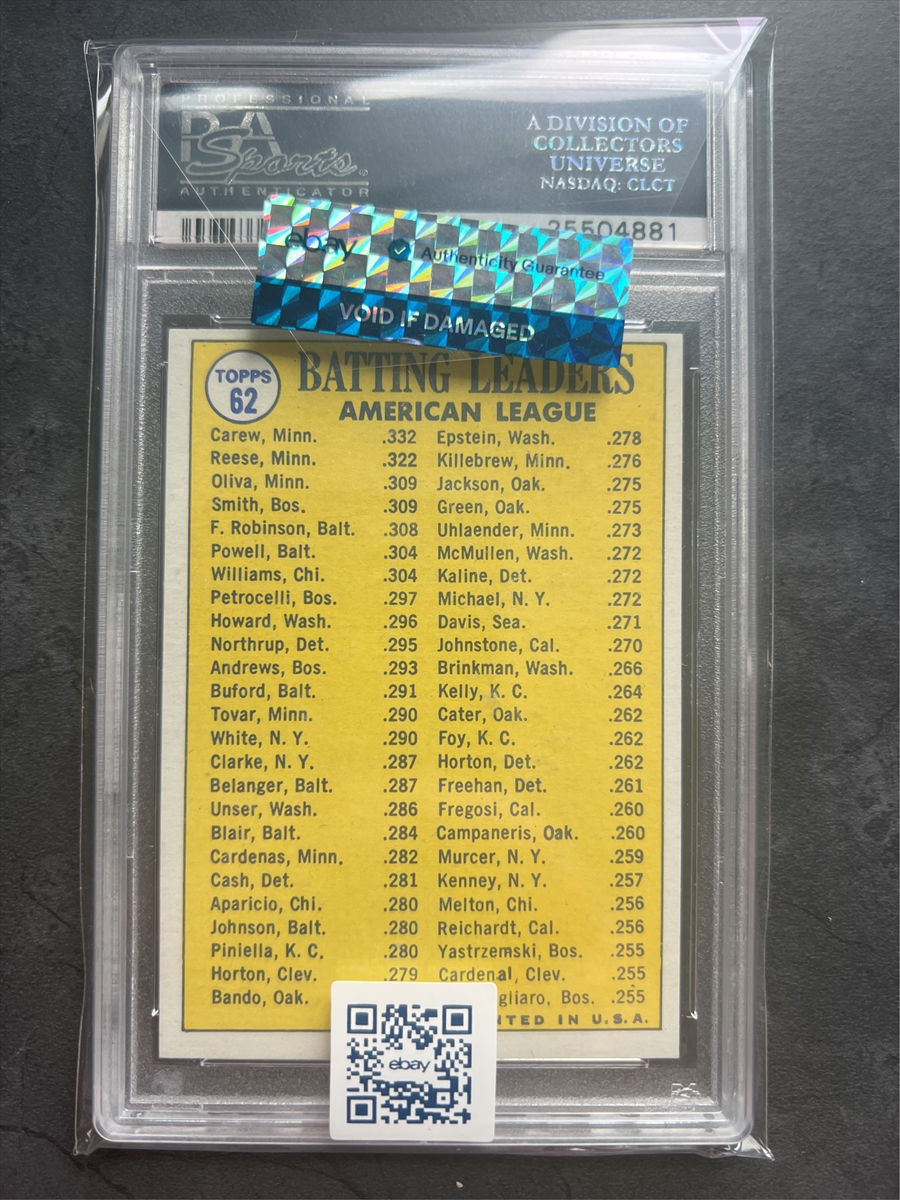 PROFESSIONAL
PSA
Sports.
AUTHENTICATOR
A DIVISION OF
COLLECTORS
UNIVERSE
NASDAQ: CLCT
25504881
ebay Authenticity Guarantee
VOID IF DAMAGED
TOPPS
62
BATTING LEADERS
AMERICAN LEAGUE
Carew, Minn. .332 Epstein, Wash. .278
Reese, Minn. .322 Killebrew, Minn. .276
Oliva, Minn. .309 Jackson, Oak. .275
Smith, Bos. .309 Green, Oak. .275
F. Robinson, Balt. .308 Uhlaender, Minn. .273
Powell, Balt. .304 McMullen, Wash. .272
Williams, Chi. .304 Kaline, Det. .272
Petrocelli, Bos. .297 Michael, N. Y. .272
Howard, Wash. .296 Davis, Sea. .271
Northrup, Det. .295 Johnstone, Cal. .270
Andrews, Bos. .293 Brinkman, Wash. .266
Buford, Balt. .291 Kelly, K. C. .264
Tovar, Minn. .290 Cater, Oak. .262
White, N. Y. .290 Foy, K. C. .262
Clarke, N. Y. .287 Horton, Det. .262
Belanger, Balt. .287 Freehan, Det. .261
Unser, Wash. .286 Fregosi, Cal. .260
Blair, Balt. .284 Campaneris, Oak. .260
Cardenas, Minn. .282 Murcer, N. Y. .259
Cash, Det. .281 Kenney, N. Y. .257
Aparicio, Chi. .280 Melton, Chi. .256
Johnson, Balt. .280 Reichardt, Cal. .256
Piniella, K. C. .280 Yastrzemski, Bos. .255
Horton, Clev. .279 Cardenal, Clev. .255
Bando, Oak. gliaro, Bos. .255
NTED IN U.S.A.
ebay